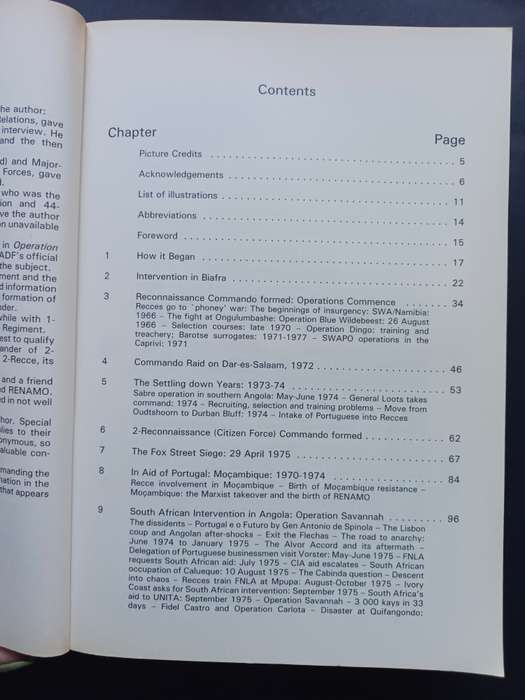 he author:
elations, gave
interview. He
and the then
d) and Major-
Forces, gave
who was the
ion and 44-
ve the author
n unavailable
in Operation
ADF's official
the subject.
ment and the
d information
formation of
nder.
while with 1-
Regiment.
est to qualify
ander of 2-
2-Recce, its
and a friend
ed RENAMO.
d in not well
hor. Special
lies to their
onymous, so
aluable con-
manding the
nation in the
that appears
Contents
Chapter Page
Picture Credits 5
Acknowledgements 6
List of illustrations 11
Abbreviations 14
Foreword 15
1 How it Began 17
2 Intervention in Biafra 22
3 Reconnaissance Commando formed: Operations Commence 34
Recces go to 'phoney' war: The beginnings of insurgency: SWA/Namibia:
1966 – The fight at Ongulumbashe: Operation Blue Wildebeest: 26 August
1966 – Selection courses: late 1970 – Operation Dingo; training and
treachery; Barotse surrogates: 1971-1977 – SWAPO operations in the
Caprivi: 1971
4 Commando Raid on Dar-es-Salaam, 1972 46
5 The Settling down Years: 1973-74 53
Sabre operation in southern Angola: May-June 1974 – General Loots takes
command: 1974 – Recruiting, selection and training problems – Move from
Oudtshoorn to Durban Bluff: 1974 – Intake of Portuguese into Recces
6 2-Reconnaissance (Citizen Force) Commando formed 62
7 The Fox Street Siege: 29 April 1975 67
8 In Aid of Portugal: Moçambique: 1970-1974 84
Recce involvement in Moçambique – Birth of Moçambique resistance –
Moçambique: the Marxist takeover and the birth of RENAMO
9 South African Intervention in Angola: Operation Savannah 96
The dissidents – Portugal e o Futuro by Gen Antonio de Spinola – The Lisbon
coup and Angolan after-shocks – Exit the Flechas – The road to anarchy:
June 1974 to January 1975 – The Alvor Accord and its aftermath –
Delegation of Portuguese businessmen visit Vorster: May-June 1975 – FNLA
requests South African aid: July 1975 – CIA aid escalates – South African
occupation of Calueque: 10 August 1975 – The Cabinda question – Descent
into chaos – Recces train FNLA at Mpupa: August-October 1975 – Ivory
Coast asks for South African intervention: September 1975 – South Africa's
aid to UNITA: September 1975 – Operation Savannah – 3 000 kays in 33
days – Fidel Castro and Operation Carlota – Disaster at Quifangondo: